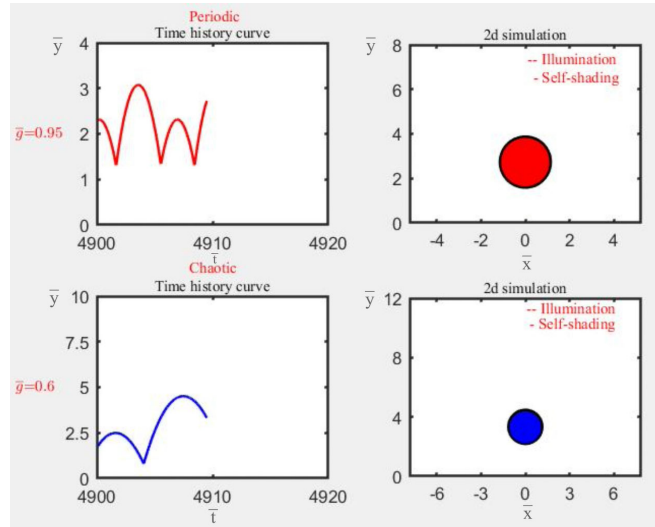 Periodic
Time history curve
2d simulation
y̅
4
3
2
1
0
g̅=0.95
4900
4910
4920
t̅
y̅
8
6
4
2
0
-- Illumination
- Self-shading
-4
-2
0
2
4
x̅
Chaotic
Time history curve
2d simulation
y̅
10
7.5
5
2.5
0
g̅=0.6
4900
4910
4920
t̅
y̅
12
8
4
0
-- Illumination
- Self-shading
-6
-3
0
3
6
x̅